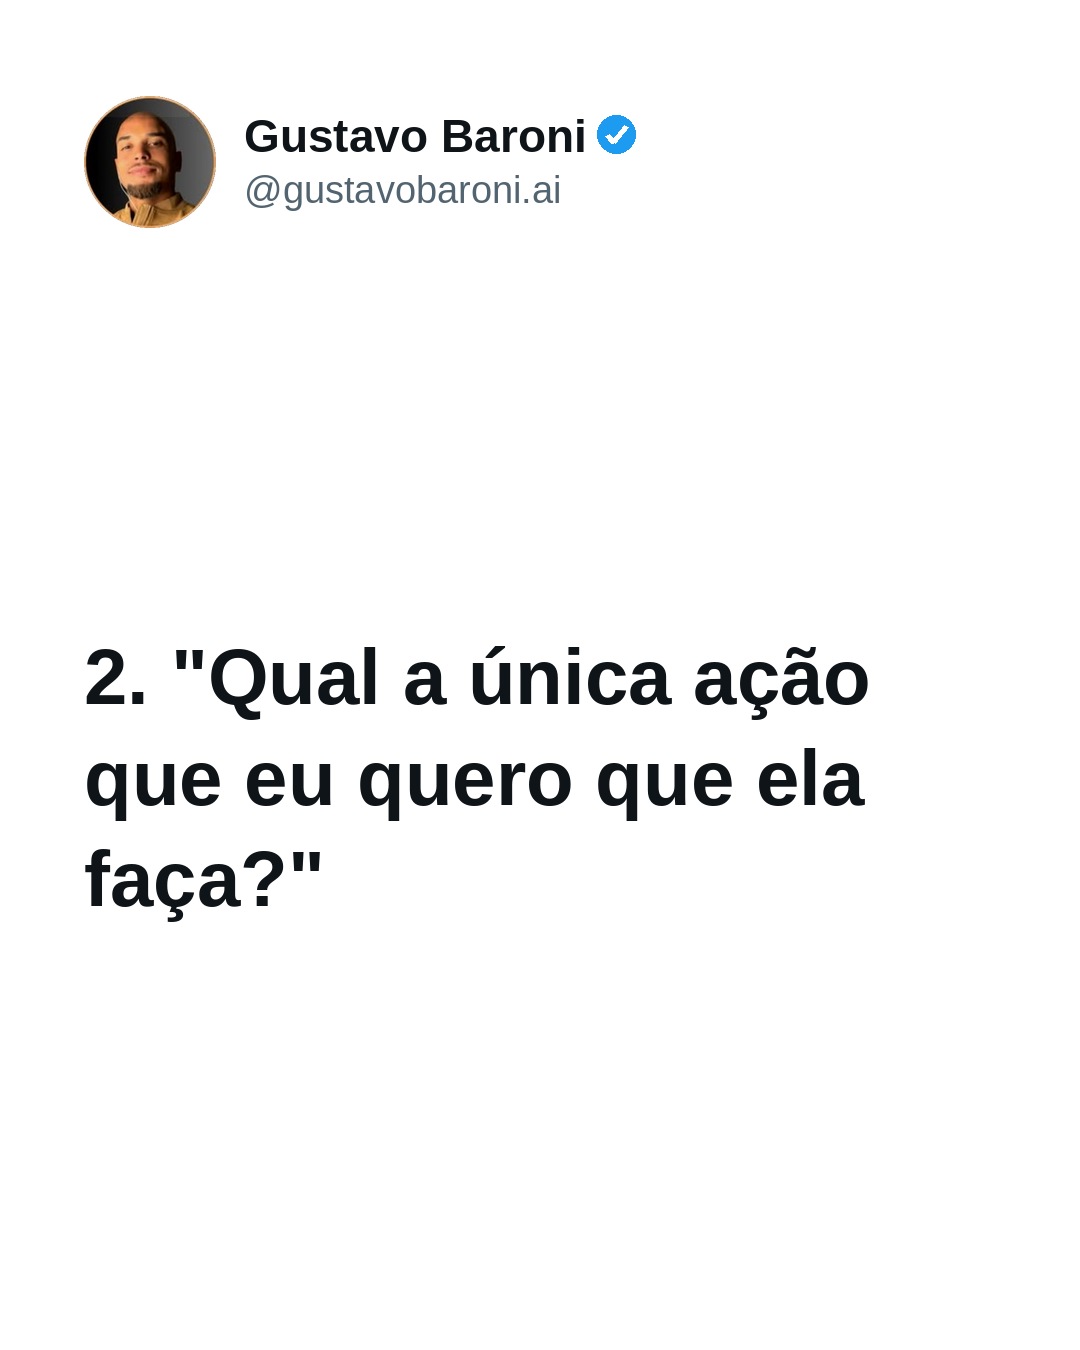 Gustavo Baroni
@gustavobaroni.ai
2. "Qual a única ação
que eu quero que ela
faça?"